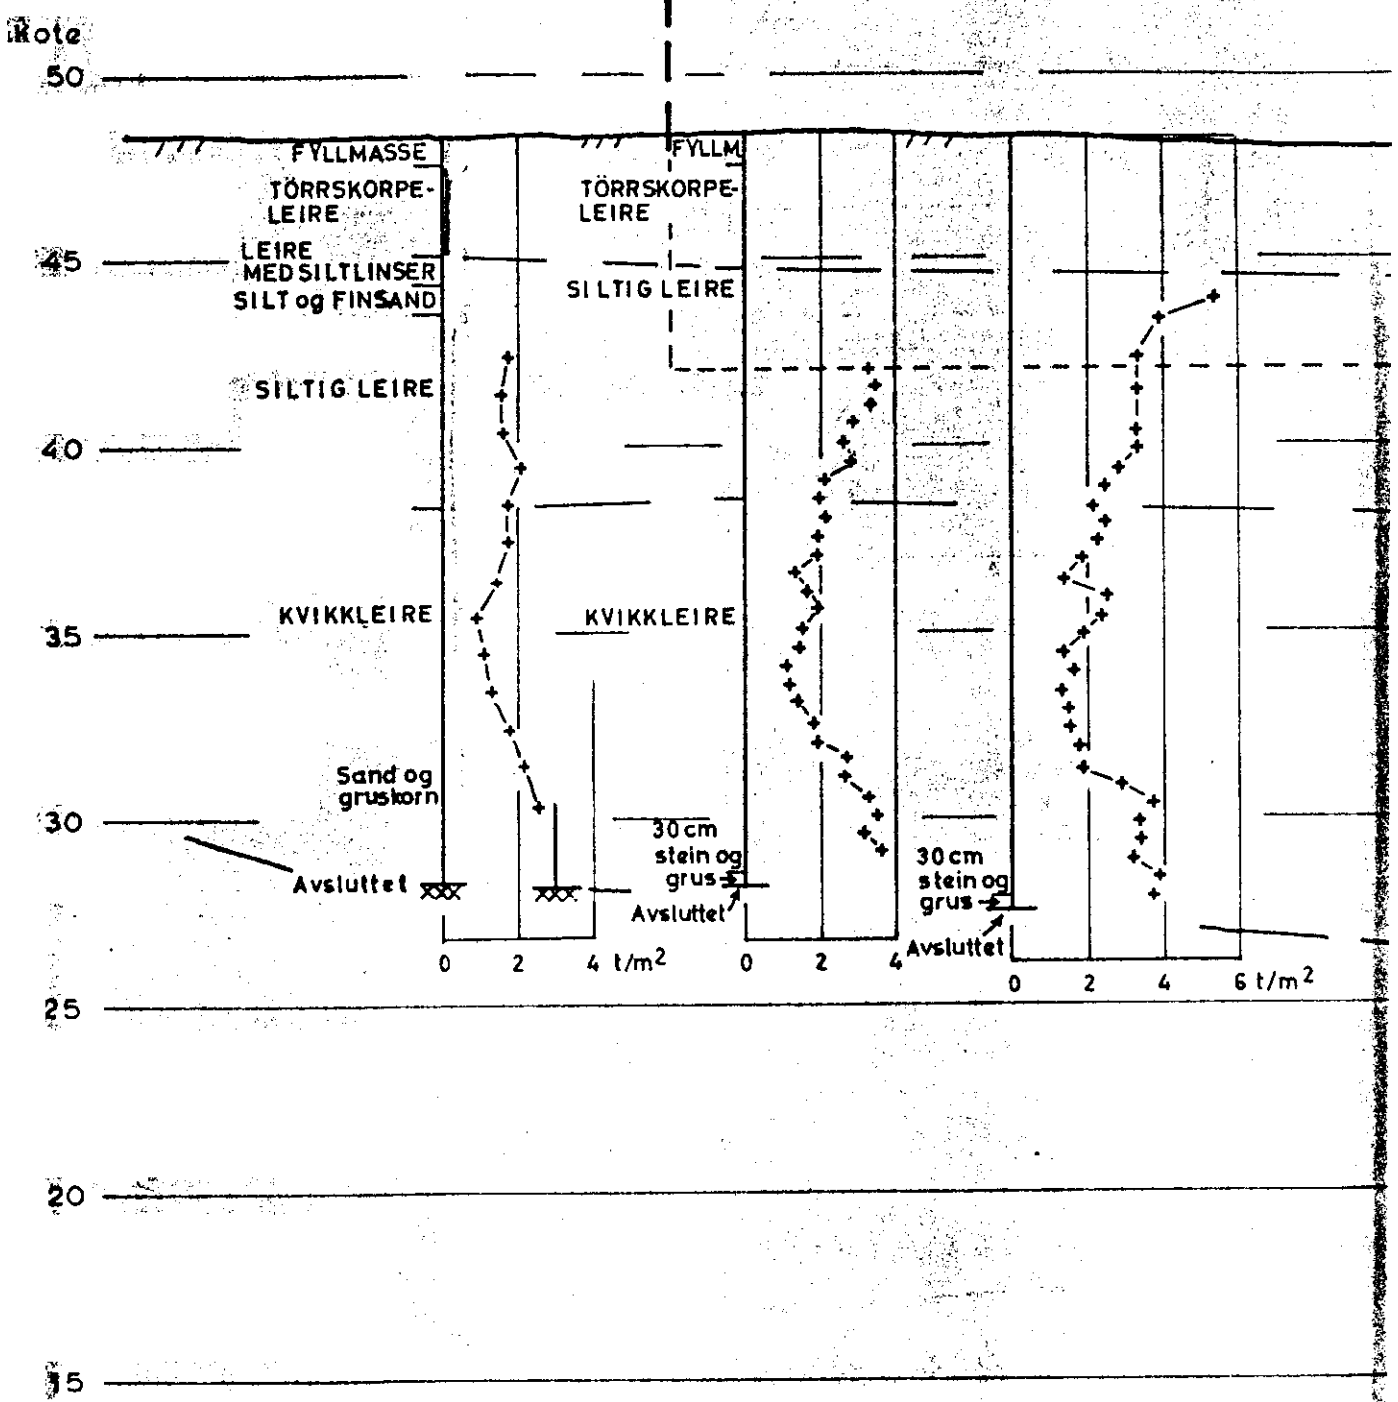 Kote
50
FYLLMASSE
FYLLM
TÖRRSKORPE-
LEIRE
TÖRRSKORPE-
LEIRE
45
LEIRE
MED SILTLINSER
SILT og FINSAND
SILTIG LEIRE
SILTIG LEIRE
40
KVIKKLEIRE
KVIKKLEIRE
35
Sand og
gruskorn
30
30 cm
stein og
grus
30 cm
stein og
grus
Avsluttet
Avsluttet
Avsluttet
0 2 4 t/m²
0 2 4
0 2 4 6 t/m²
25
20
15